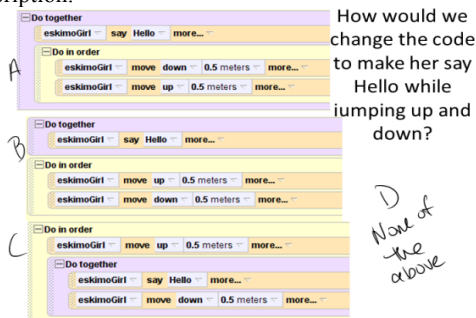 scription?
Do together
eskimoGirl say Hello more...
Do in order
eskimoGirl move down 0.5 meters more...
eskimoGirl move up 0.5 meters more...
A
Do together
eskimoGirl say Hello more...
B
Do in order
eskimoGirl move up 0.5 meters more...
eskimoGirl move down 0.5 meters more...
C
Do in order
eskimoGirl move up 0.5 meters more...
Do together
eskimoGirl say Hello more...
eskimoGirl move down 0.5 meters more...
How would we
change the code
to make her say
Hello while
jumping up and
down?
D
None of
the
above